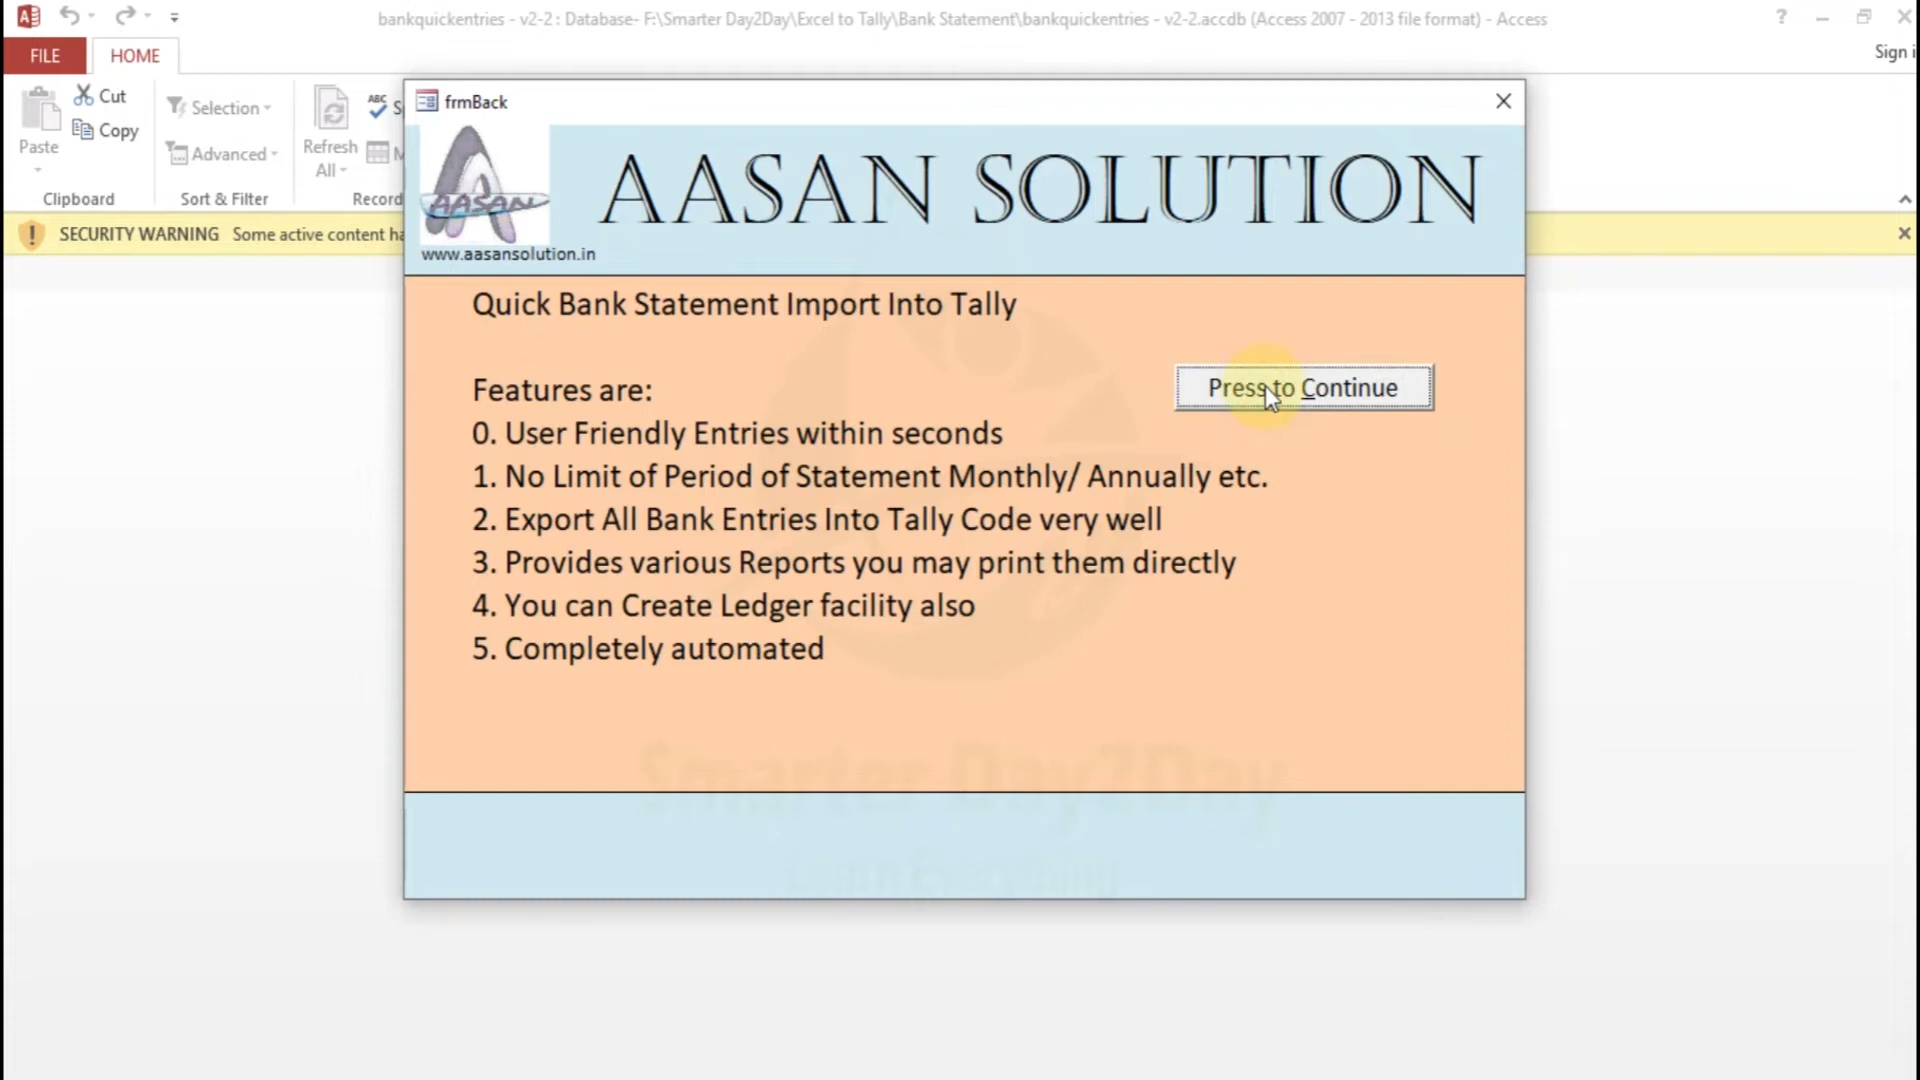 bankquickentries - v2-2 : Database- F:\Smarter Day2Day\Excel to Tally\Bank Statement\bankquickentries - v2-2.accdb (Access 2007 - 2013 file format) - Access
FILE
HOME
Sign i
Cut
Copy
Paste
Clipboard
Selection
Advanced
Sort & Filter
Refresh
All
Record
ABC
S
M
SECURITY WARNING Some active content ha
frmBack
AASAN
AASAN SOLUTION
www.aasansolution.in
Quick Bank Statement Import Into Tally
Press to Continue
Features are:
0. User Friendly Entries within seconds
1. No Limit of Period of Statement Monthly/ Annually etc.
2. Export All Bank Entries Into Tally Code very well
3. Provides various Reports you may print them directly
4. You can Create Ledger facility also
5. Completely automated
Smarter Day2Day
Learn Everything